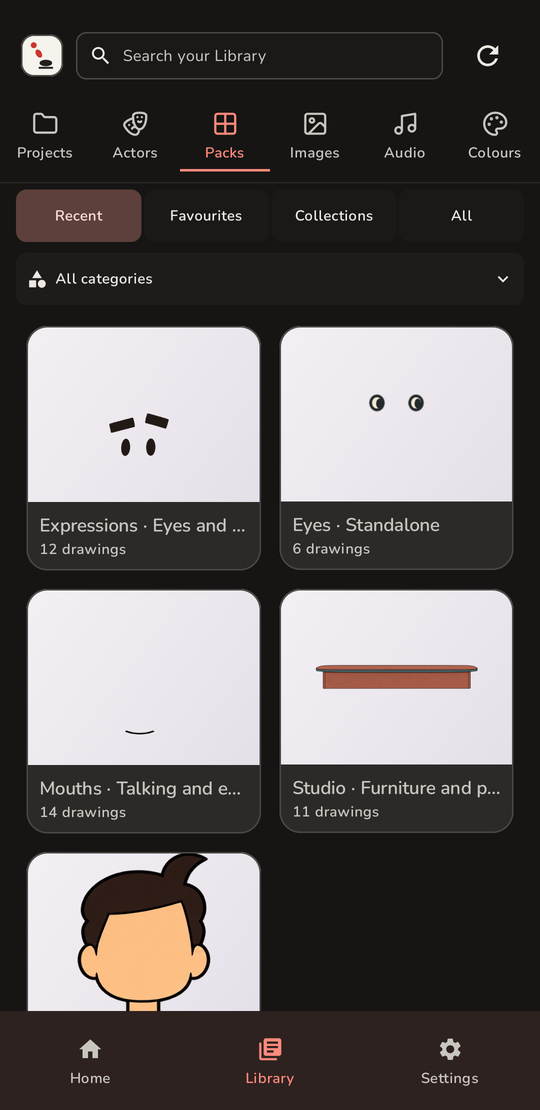 Search your Library
Projects
Actors
Packs
Images
Audio
Colours
Recent
Favourites
Collections
All
All categories
Expressions · Eyes and ...
12 drawings
Eyes · Standalone
6 drawings
Mouths · Talking and e...
14 drawings
Studio · Furniture and p...
11 drawings
Home
Library
Settings